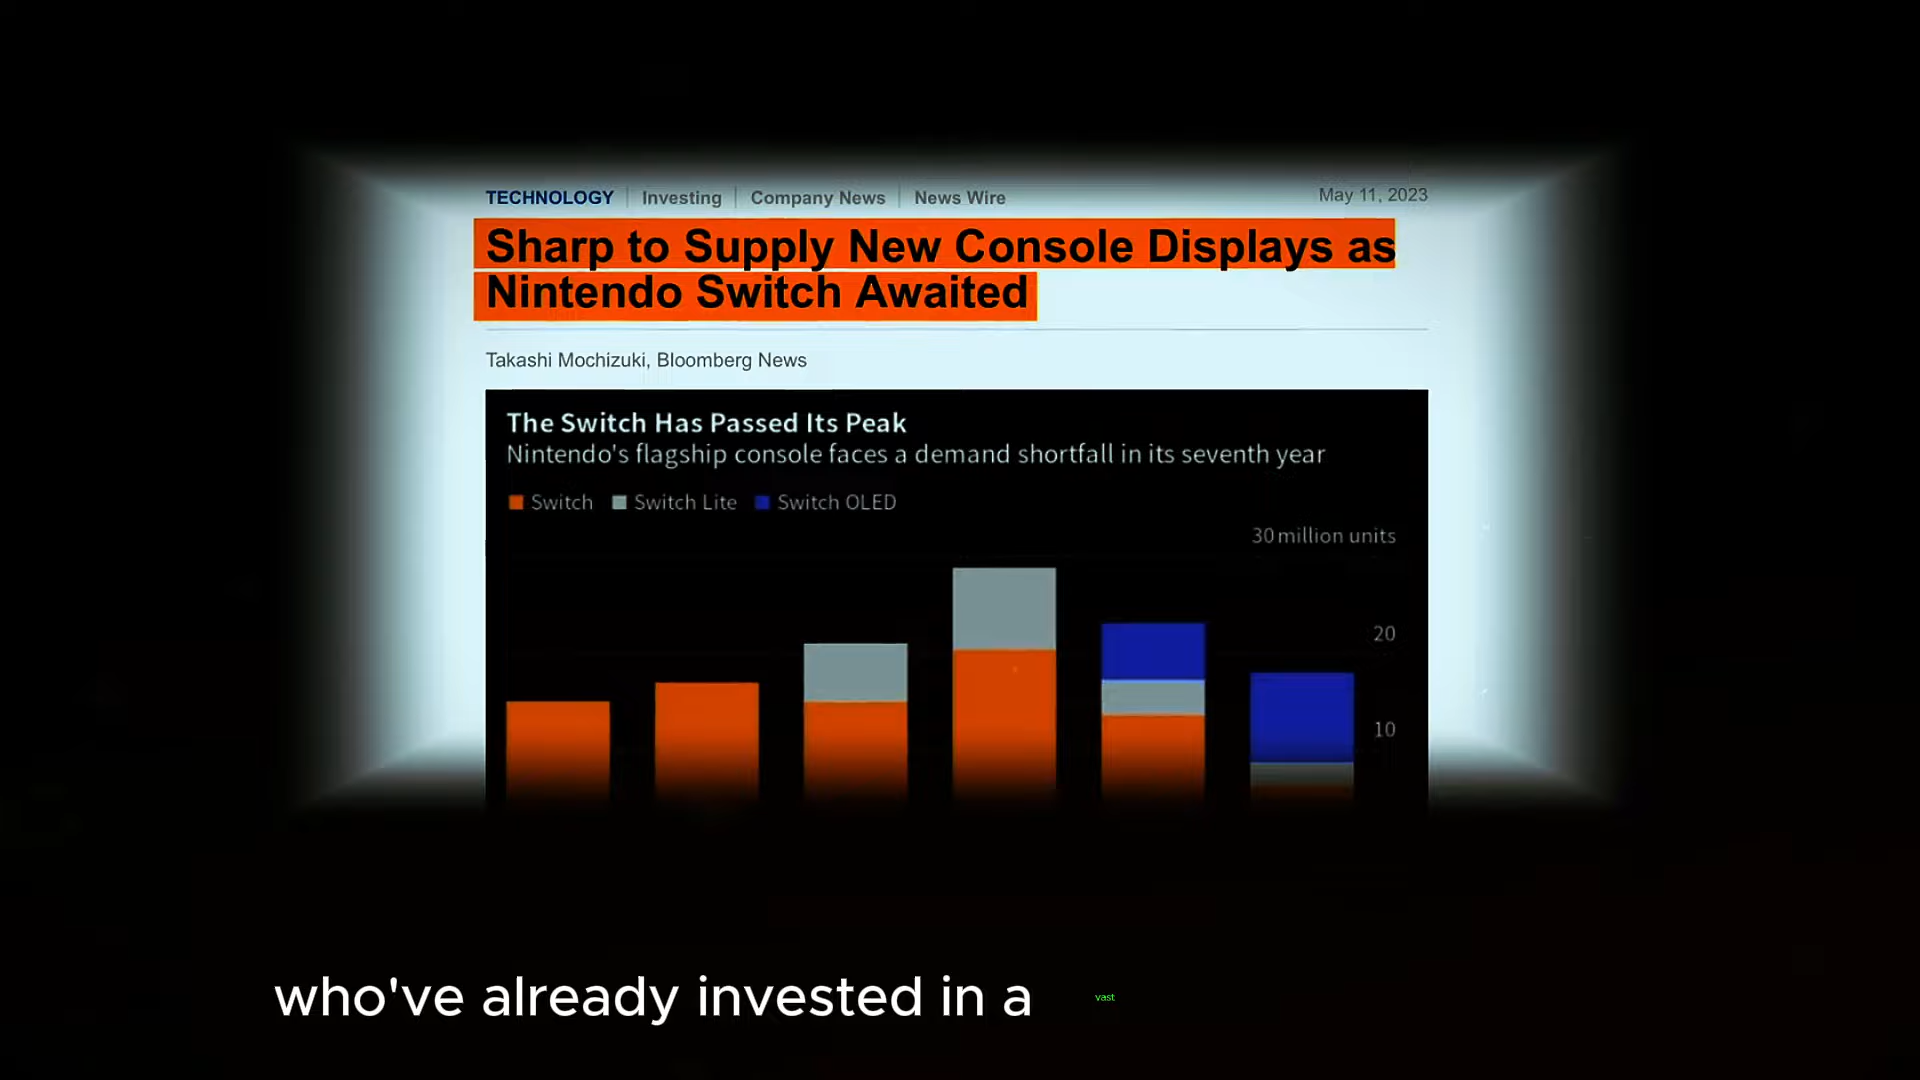 TECHNOLOGY | Investing | Company News | News Wire
May 11, 2023
Sharp to Supply New Console Displays as
Nintendo Switch Awaited
Takashi Mochizuki, Bloomberg News
The Switch Has Passed Its Peak
Nintendo's flagship console faces a demand shortfall in its seventh year
Switch Switch Lite Switch OLED
30 million units
20
10
who've already invested in a vast